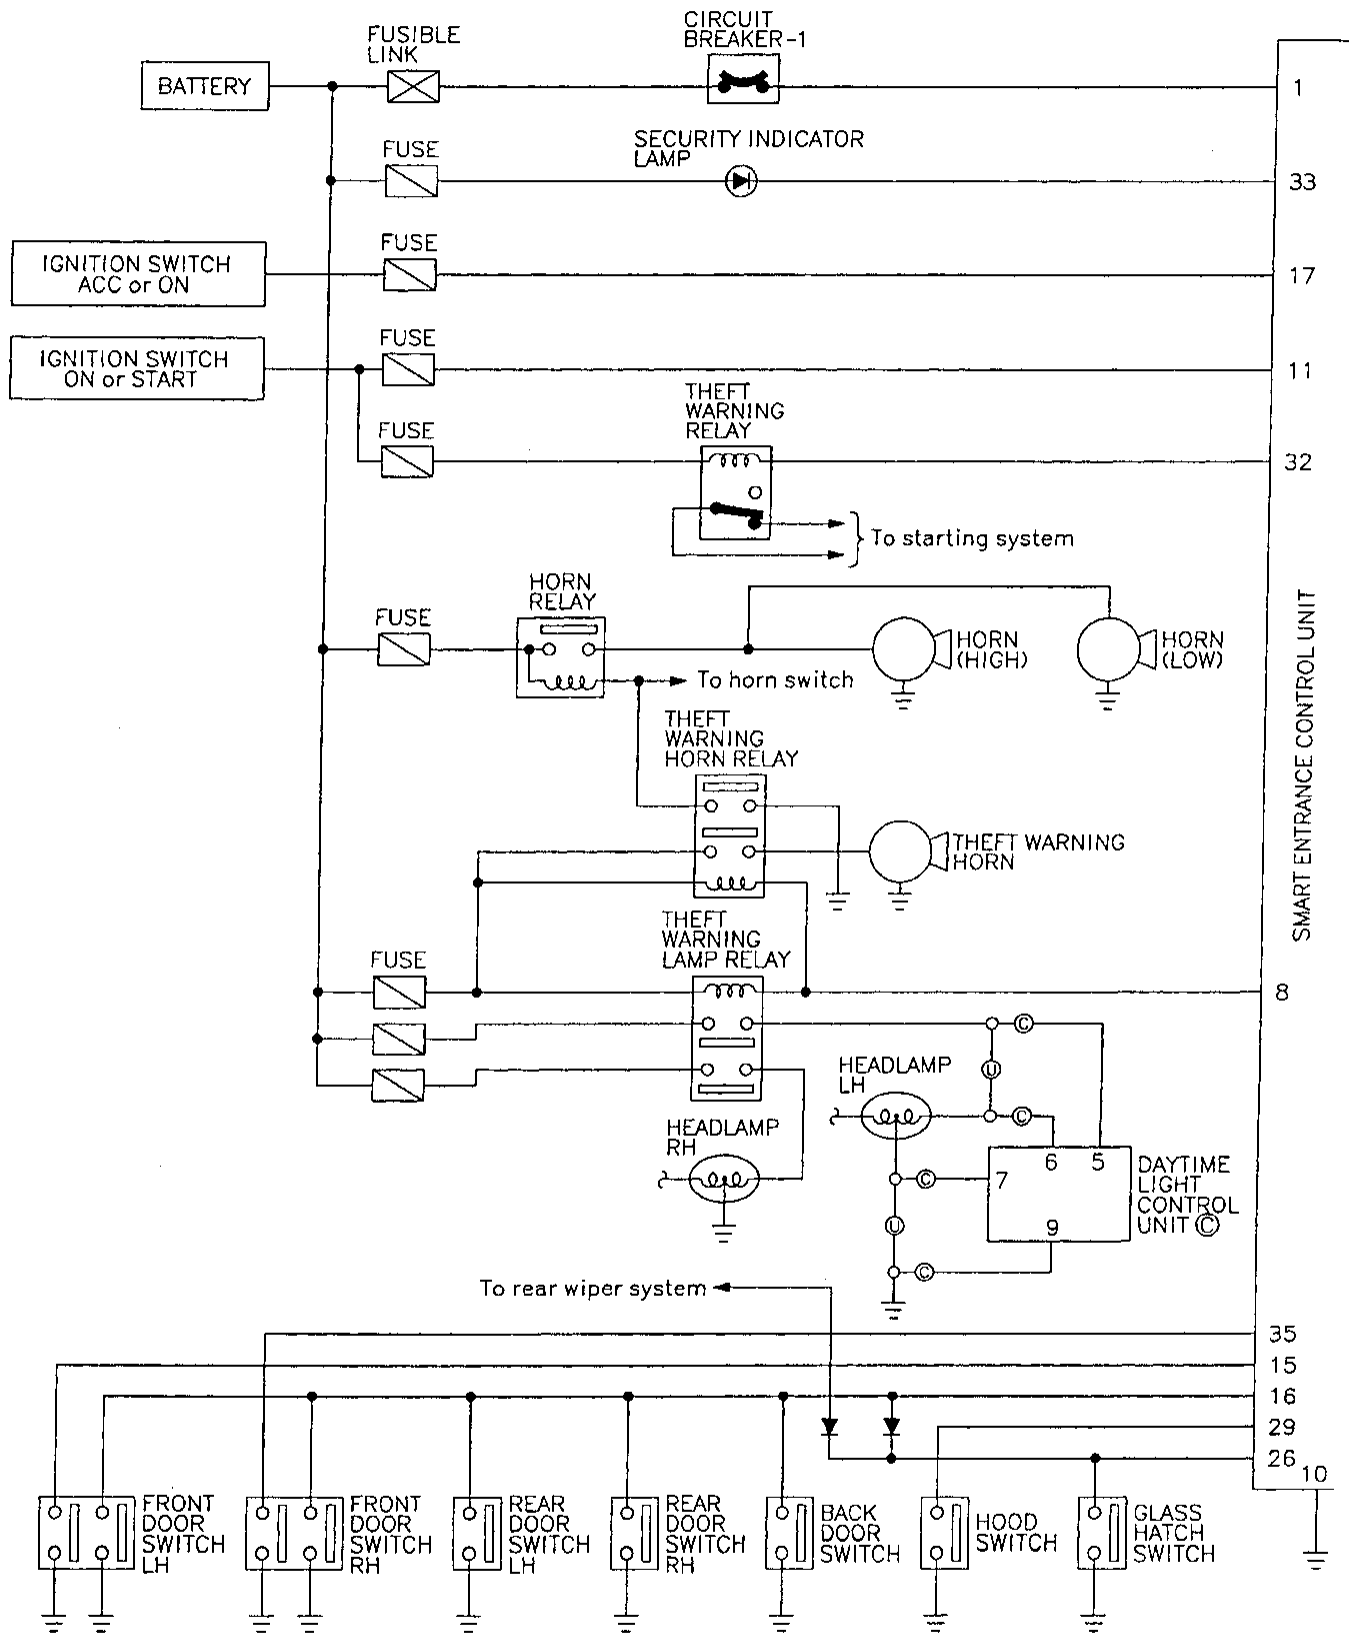 CIRCUIT
BREAKER-1
FUSIBLE
LINK
BATTERY
1
SECURITY INDICATOR
LAMP
FUSE
33
IGNITION SWITCH
ACC or ON
FUSE
17
IGNITION SWITCH
ON or START
FUSE
11
THEFT
WARNING
RELAY
FUSE
32
To starting system
HORN
RELAY
FUSE
HORN
(HIGH)
HORN
(LOW)
To horn switch
THEFT
WARNING
HORN RELAY
THEFT WARNING
HORN
SMART ENTRANCE CONTROL UNIT
THEFT
WARNING
LAMP RELAY
FUSE
8
C
U
HEADLAMP
LH
C
HEADLAMP
RH
6 5
C
7
DAYTIME
LIGHT
CONTROL
UNIT C
U
9
C
To rear wiper system
35
15
16
29
26
10
FRONT
DOOR
SWITCH
LH
FRONT
DOOR
SWITCH
RH
REAR
DOOR
SWITCH
LH
REAR
DOOR
SWITCH
RH
BACK
DOOR
SWITCH
HOOD
SWITCH
GLASS
HATCH
SWITCH